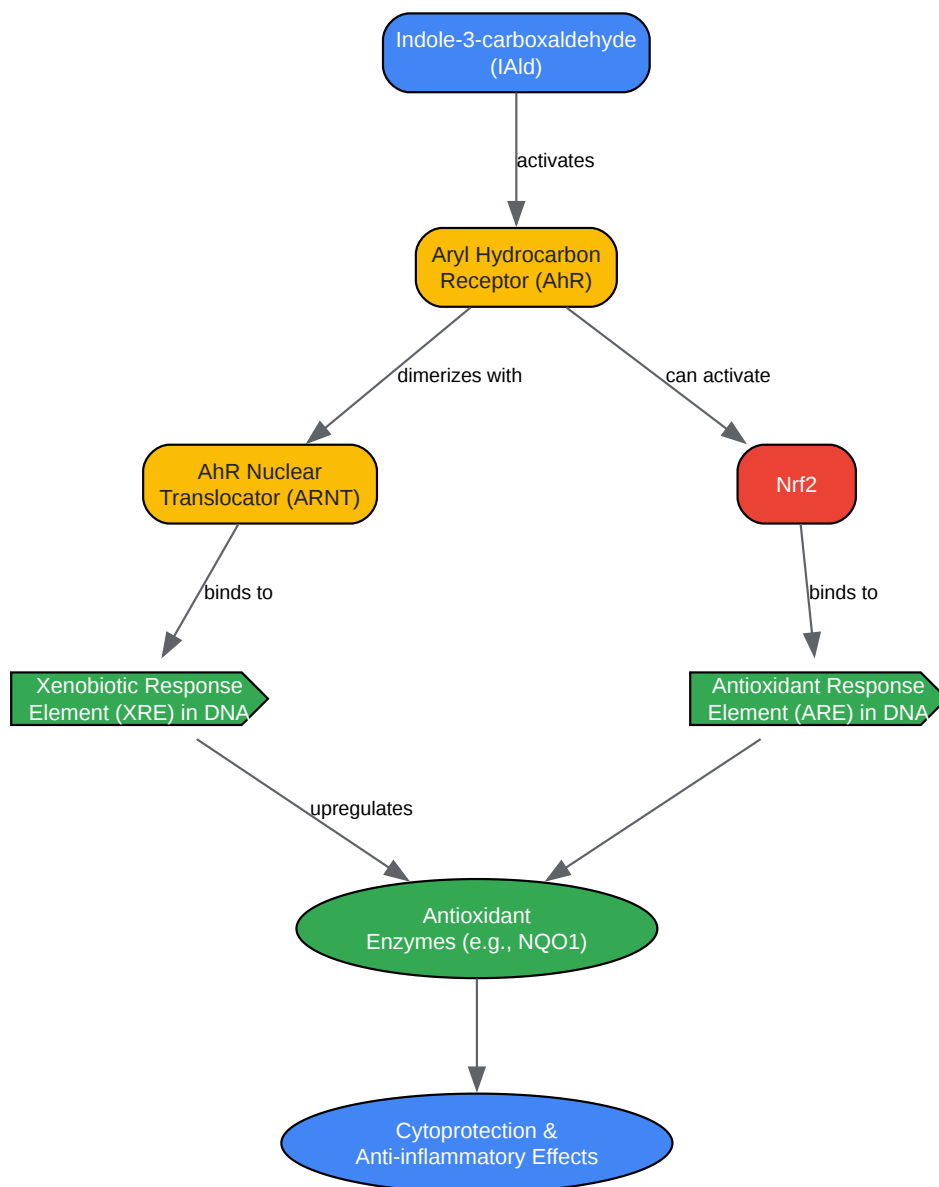 Indole-3-carboxaldehyde
(IAld)
activates
Aryl Hydrocarbon
Receptor (AhR)
dimerizes with
can activate
AhR Nuclear
Translocator (ARNT)
Nrf2
binds to
binds to
Xenobiotic Response
Element (XRE) in DNA
Antioxidant Response
Element (ARE) in DNA
upregulates
Antioxidant
Enzymes (e.g., NQO1)
Cytoprotection &
Anti-inflammatory Effects